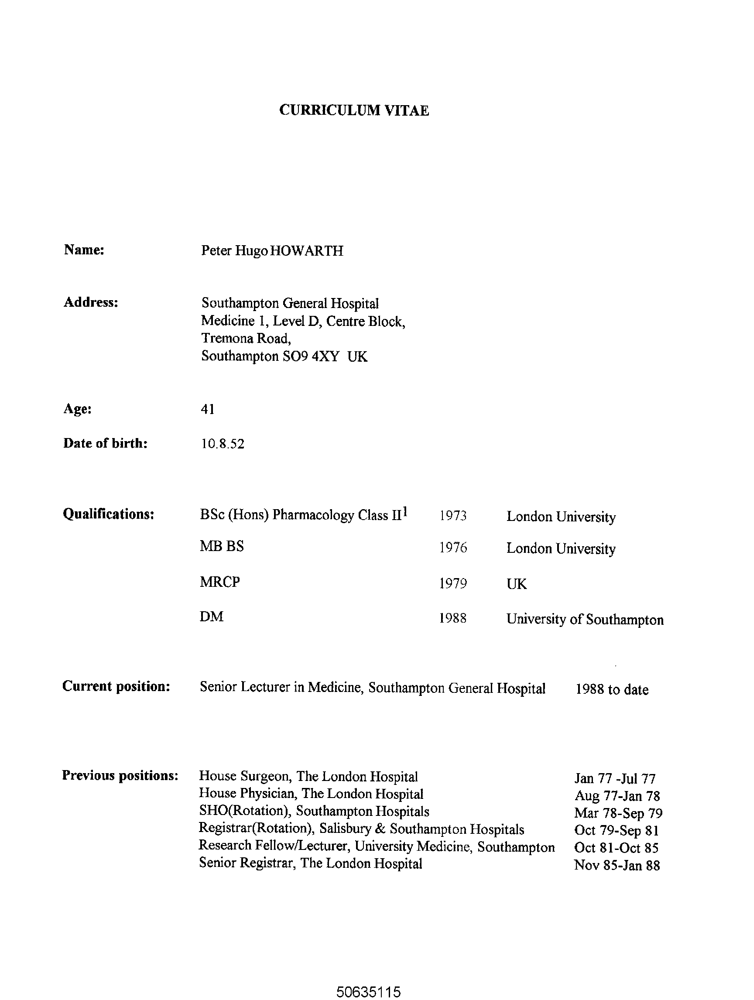 CURRICULUM VITAE
Name: Peter Hugo HOWARTH
Address: Southampton General Hospital
Medicine 1, Level D, Centre Block,
Tremona Road,
Southampton SO9 4XY UK
Age: 41
Date of birth: 10.8.52
Qualifications: BSc (Hons) Pharmacology Class II1 1973 London University
MB BS 1976 London University
MRCP 1979 UK
DM 1988 University of Southampton
Current position: Senior Lecturer in Medicine, Southampton General Hospital 1988 to date
Previous positions: House Surgeon, The London Hospital Jan 77 -Jul 77
House Physician, The London Hospital Aug 77-Jan 78
SHO(Rotation), Southampton Hospitals Mar 78-Sep 79
Registrar(Rotation), Salisbury & Southampton Hospitals Oct 79-Sep 81
Research Fellow/Lecturer, University Medicine, Southampton Oct 81-Oct 85
Senior Registrar, The London Hospital Nov 85-Jan 88
50635115